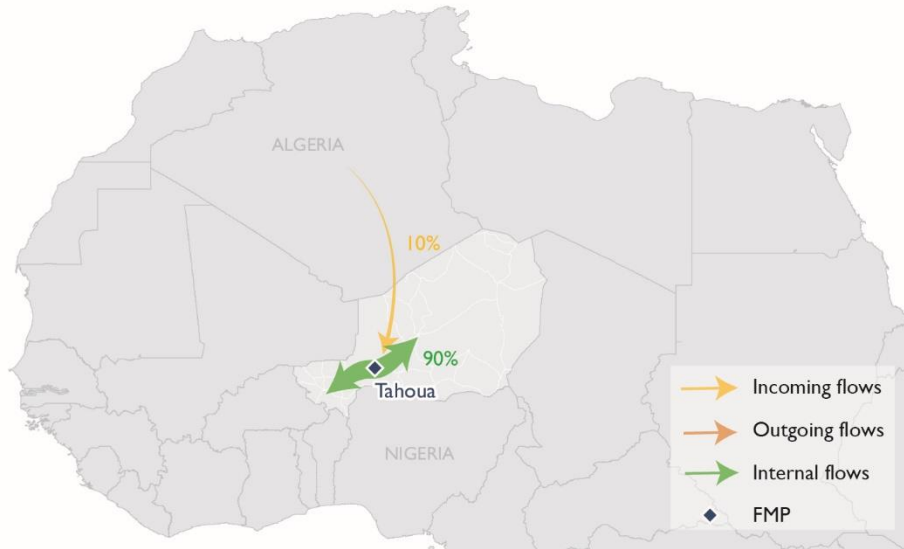 ALGERIA
10%
90%
Tahoua
NIGERIA
Incoming flows
Outgoing flows
Internal flows
FMP